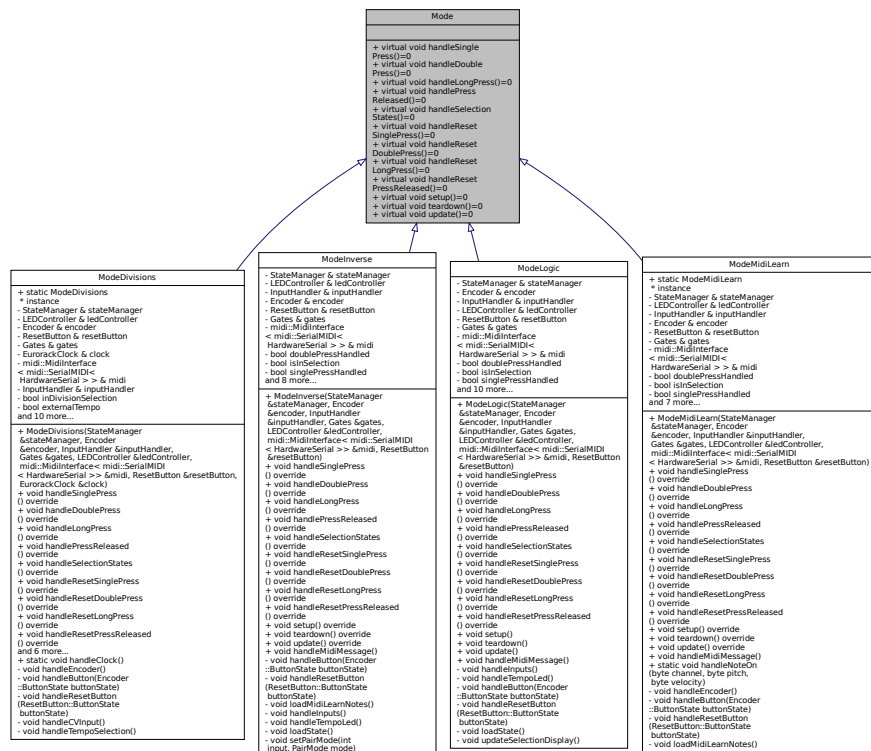 Mode
+ virtual void handleSingle
Press()=0
+ virtual void handleDouble
Press()=0
+ virtual void handleLongPress()=0
+ virtual void handlePress
Released()=0
+ virtual void handleSelection
States()=0
+ virtual void handleReset
SinglePress()=0
+ virtual void handleReset
DoublePress()=0
+ virtual void handleReset
LongPress()=0
+ virtual void handleReset
PressReleased()=0
+ virtual void setup()=0
+ virtual void teardown()=0
+ virtual void update()=0
ModeDivisions
+ static ModeDivisions
* instance
- StateManager & stateManager
- LEDController & ledController
- Encoder & encoder
- ResetButton & resetButton
- Gates & gates
- EurorackClock & clock
- midi::MidiInterface
< midi::SerialMIDI<
HardwareSerial > > & midi
- InputHandler & inputHandler
- bool inDivisionSelection
- bool externalTempo
and 10 more...
+ ModeDivisions(StateManager
&stateManager, Encoder
&encoder, InputHandler &inputHandler,
Gates &gates, LEDController &ledController,
midi::MidiInterface< midi::SerialMIDI
< HardwareSerial >> &midi, ResetButton &resetButton,
EurorackClock &clock)
+ void handleSinglePress
() override
+ void handleDoublePress
() override
+ void handleLongPress
() override
+ void handlePressReleased
() override
+ void handleSelectionStates
() override
+ void handleResetSinglePress
() override
+ void handleResetDoublePress
() override
+ void handleResetLongPress
() override
+ void handleResetPressReleased
() override
and 6 more...
+ static void handleClock()
- void handleEncoder()
- void handleButton(Encoder
::ButtonState buttonState)
- void handleResetButton
(ResetButton::ButtonState
buttonState)
- void handleCVInput()
- void handleTempoSelection()
ModeInverse
- StateManager & stateManager
- LEDController & ledController
- InputHandler & inputHandler
- Encoder & encoder
- ResetButton & resetButton
- Gates & gates
- midi::MidiInterface
< midi::SerialMIDI<
HardwareSerial > > & midi
- bool doublePressHandled
- bool isInSelection
- bool singlePressHandled
and 8 more...
+ ModeInverse(StateManager
&stateManager, Encoder
&encoder, InputHandler
&inputHandler, Gates &gates,
LEDController &ledController,
midi::MidiInterface< midi::SerialMIDI
< HardwareSerial >> &midi, ResetButton
&resetButton)
+ void handleSinglePress
() override
+ void handleDoublePress
() override
+ void handleLongPress
() override
+ void handlePressReleased
() override
+ void handleSelectionStates
() override
+ void handleResetSinglePress
() override
+ void handleResetDoublePress
() override
+ void handleResetLongPress
() override
+ void handleResetPressReleased
() override
+ void setup() override
+ void teardown() override
+ void update() override
+ void handleMidiMessage()
- void handleButton(Encoder
::ButtonState buttonState)
- void handleResetButton
(ResetButton::ButtonState
buttonState)
- void loadMidiLearnNotes()
- void handleInputs()
- void handleTempoLed()
- void loadState()
- void setPairMode(int
input, PairMode mode)
ModeLogic
- StateManager & stateManager
- Encoder & encoder
- InputHandler & inputHandler
- LEDController & ledController
- ResetButton & resetButton
- Gates & gates
- midi::MidiInterface
< midi::SerialMIDI<
HardwareSerial > > & midi
- bool doublePressHandled
- bool isInSelection
- bool singlePressHandled
and 10 more...
+ ModeLogic(StateManager
&stateManager, Encoder
&encoder, InputHandler
&inputHandler, Gates &gates,
LEDController &ledController,
midi::MidiInterface< midi::SerialMIDI
< HardwareSerial >> &midi, ResetButton
&resetButton)
+ void handleSinglePress
() override
+ void handleDoublePress
() override
+ void handleLongPress
() override
+ void handlePressReleased
() override
+ void handleSelectionStates
() override
+ void handleResetSinglePress
() override
+ void handleResetDoublePress
() override
+ void handleResetLongPress
() override
+ void handleResetPressReleased
() override
+ void setup()
+ void teardown()
+ void update()
+ void handleMidiMessage()
- void handleInputs()
- void handleTempoLed()
- void handleButton(Encoder
::ButtonState buttonState)
- void handleResetButton
(ResetButton::ButtonState
buttonState)
- void loadState()
- void updateSelectionDisplay()
ModeMidiLearn
+ static ModeMidiLearn
* instance
- StateManager & stateManager
- LEDController & ledController
- InputHandler & inputHandler
- Encoder & encoder
- ResetButton & resetButton
- Gates & gates
- midi::MidiInterface
< midi::SerialMIDI<
HardwareSerial > > & midi
- bool doublePressHandled
- bool isInSelection
- bool singlePressHandled
and 7 more...
+ ModeMidiLearn(StateManager
&stateManager, Encoder
&encoder, InputHandler &inputHandler,
Gates &gates, LEDController &ledController,
midi::MidiInterface< midi::SerialMIDI
< HardwareSerial >> &midi, ResetButton &resetButton)
+ void handleSinglePress
() override
+ void handleDoublePress
() override
+ void handleLongPress
() override
+ void handlePressReleased
() override
+ void handleSelectionStates
() override
+ void handleResetSinglePress
() override
+ void handleResetDoublePress
() override
+ void handleResetLongPress
() override
+ void handleResetPressReleased
() override
+ void setup() override
+ void teardown() override
+ void update() override
+ void handleMidiMessage()
+ static void handleNoteOn
(byte channel, byte pitch,
byte velocity)
- void handleEncoder()
- void handleButton(Encoder
::ButtonState buttonState)
- void handleResetButton
(ResetButton::ButtonState
buttonState)
- void loadMidiLearnNotes()